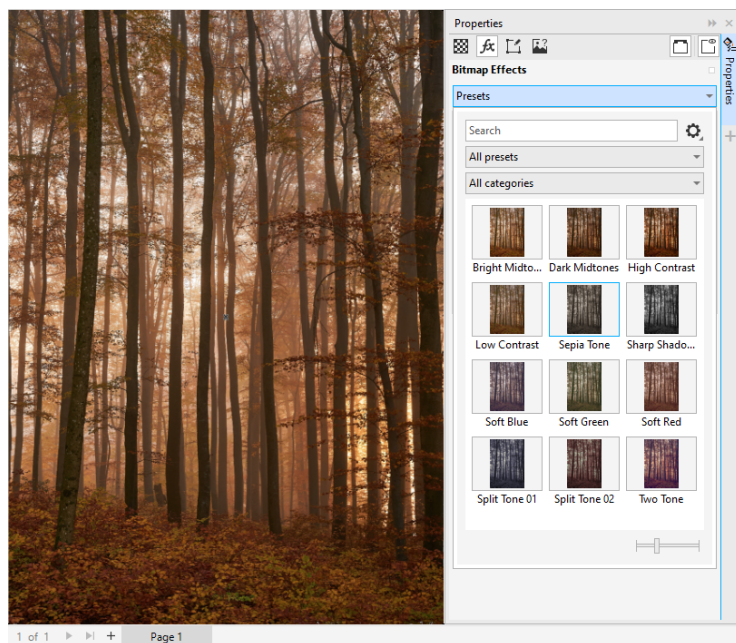 Properties
Bitmap Effects
Presets
Search
All presets
All categories
Bright Midto... Dark Midtones High Contrast
Low Contrast Sepia Tone Sharp Shado...
Soft Blue Soft Green Soft Red
Split Tone 01 Split Tone 02 Two Tone
Properties
1 of 1 Page 1